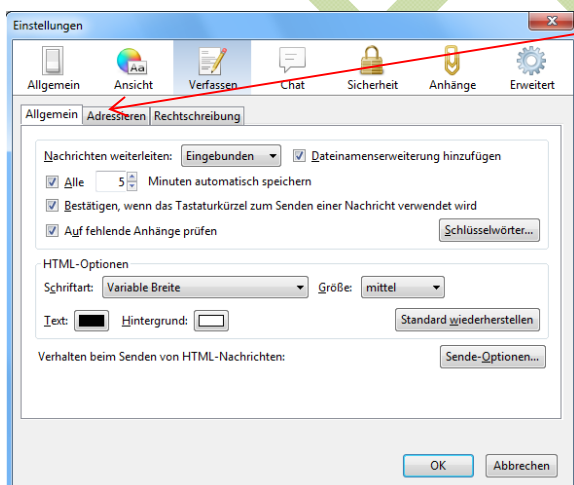 Einstellungen
Allgemein Ansicht Verfassen Chat Sicherheit Anhänge Erweitert
Allgemein Adressieren Rechtschreibung
Nachrichten weiterleiten: Eingebunden Dateinamenserweiterung hinzufügen
Alle 5 Minuten automatisch speichern
Bestätigen, wenn das Tastaturkürzel zum Senden einer Nachricht verwendet wird
Auf fehlende Anhänge prüfen Schlüsselwörter...
HTML-Optionen
Schriftart: Variable Breite Größe: mittel
Text: Hintergrund: Standard wiederherstellen
Verhalten beim Senden von HTML-Nachrichten: Sende-Optionen...
OK Abbrechen